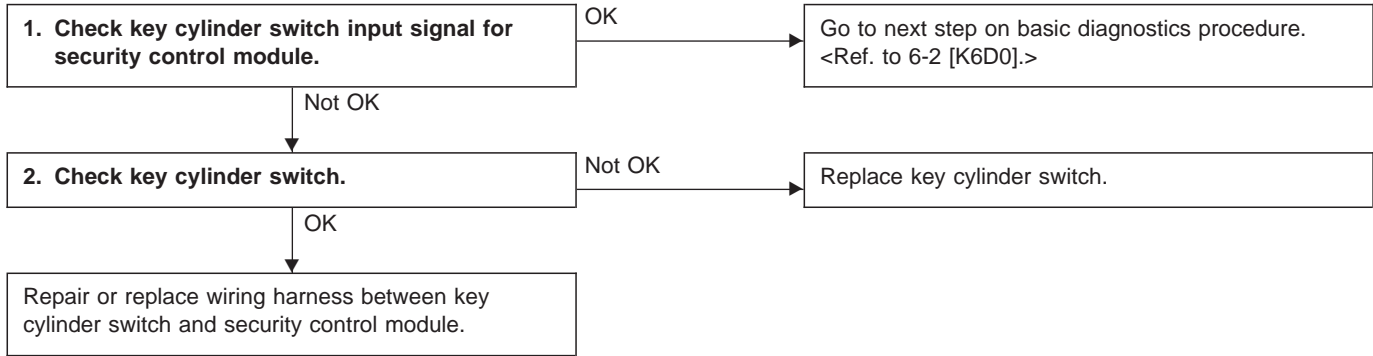 1. Check key cylinder switch input signal for
security control module.
OK
Go to next step on basic diagnostics procedure.
<Ref. to 6-2 [K6D0].>
Not OK
2. Check key cylinder switch.
Not OK
Replace key cylinder switch.
OK
Repair or replace wiring harness between key
cylinder switch and security control module.